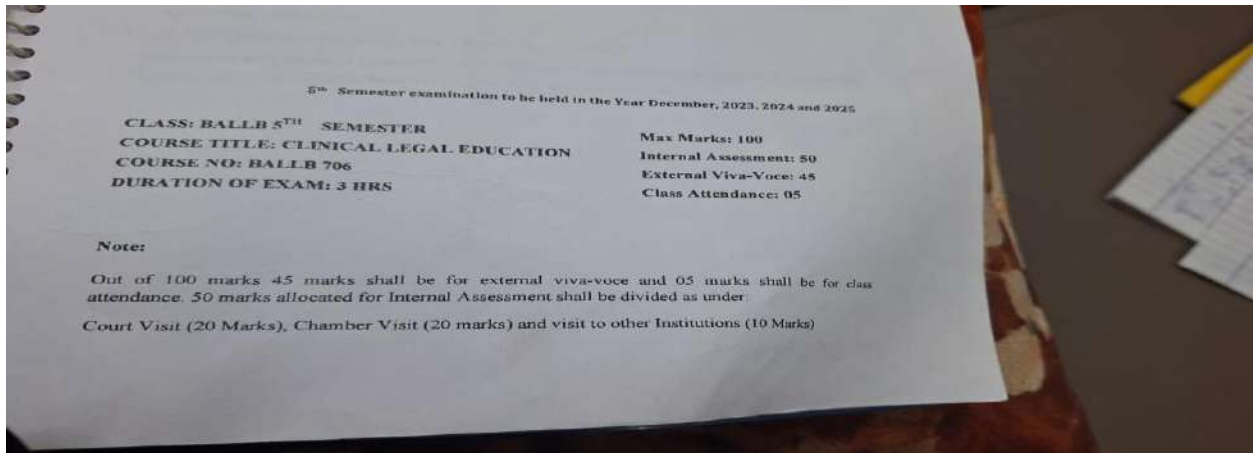 5th Semester examination to be held in the Year December, 2023, 2024 and 2025
CLASS: BALLB 5TH SEMESTER
COURSE TITLE: CLINICAL LEGAL EDUCATION
COURSE NO: BALLB 706
DURATION OF EXAM: 3 HRS
Max Marks: 100
Internal Assessment: 50
External Viva-Voce: 45
Class Attendance: 05
Note:
Out of 100 marks 45 marks shall be for external viva-voce and 05 marks shall be for class
attendance. 50 marks allocated for Internal Assessment shall be divided as under
Court Visit (20 Marks), Chamber Visit (20 marks) and visit to other Institutions (10 Marks)